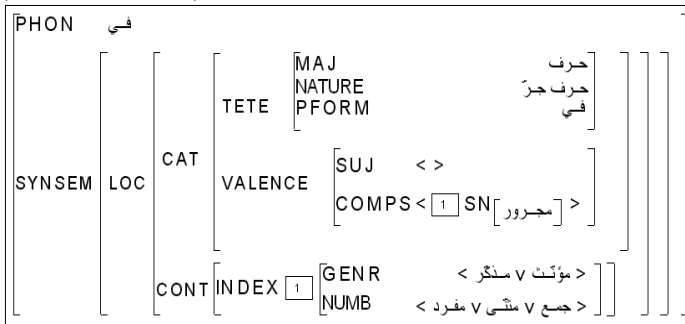 PHON في
MAJ حرف
NATURE حرف جرّ
TETE PFORM في
CAT
SUJ < >
SYNSEM LOC VALENCE
COMPS < 1 SN [مجرور] >
GENR < مؤنّث v مذكّر >
CONT INDEX 1
NUMB < جمع v مثنّى v مفرد >